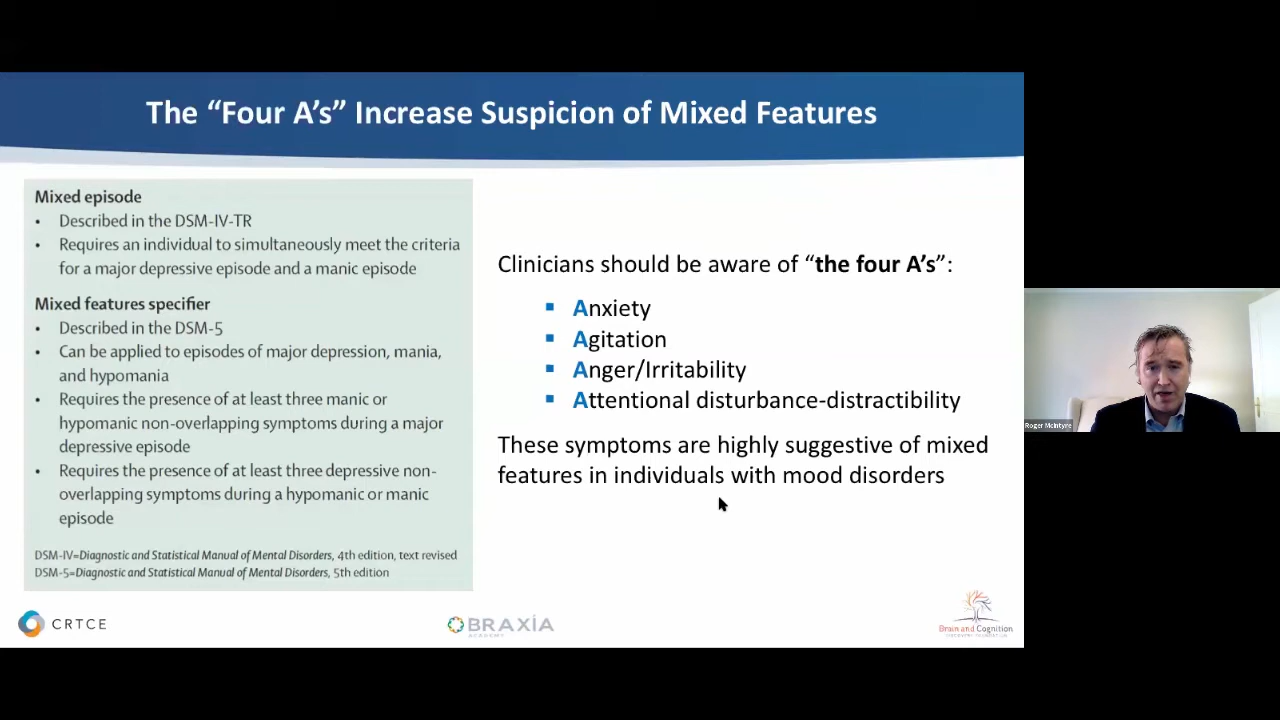 The “Four A’s” Increase Suspicion of Mixed Features
Mixed episode
• Described in the DSM-IV-TR
• Requires an individual to simultaneously meet the criteria
for a major depressive episode and a manic episode
Mixed features specifier
• Described in the DSM-5
• Can be applied to episodes of major depression, mania,
and hypomania
• Requires the presence of at least three manic or
hypomanic non-overlapping symptoms during a major
depressive episode
• Requires the presence of at least three depressive non-
overlapping symptoms during a hypomanic or manic
episode
DSM-IV=Diagnostic and Statistical Manual of Mental Disorders, 4th edition, text revised
DSM-5=Diagnostic and Statistical Manual of Mental Disorders, 5th edition
Clinicians should be aware of “the four A’s”:
▪ Anxiety
▪ Agitation
▪ Anger/Irritability
▪ Attentional disturbance-distractibility
These symptoms are highly suggestive of mixed
features in individuals with mood disorders
Roger McIntyre
CRTCE
BRAXIA
ACADEMY
Brain and Cognition